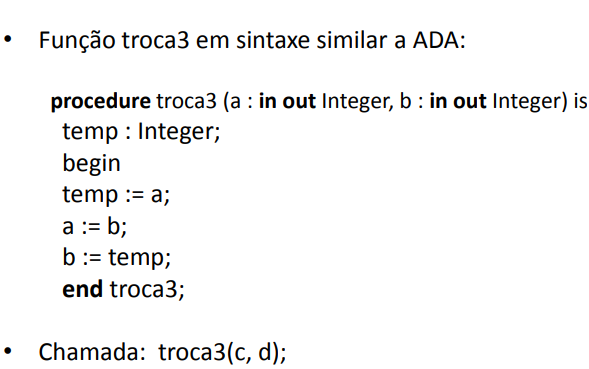 • Função troca3 em sintaxe similar a ADA:
procedure troca3 (a : in out Integer, b : in out Integer) is
temp : Integer;
begin
temp := a;
a := b;
b := temp;
end troca3;
• Chamada: troca3(c, d);